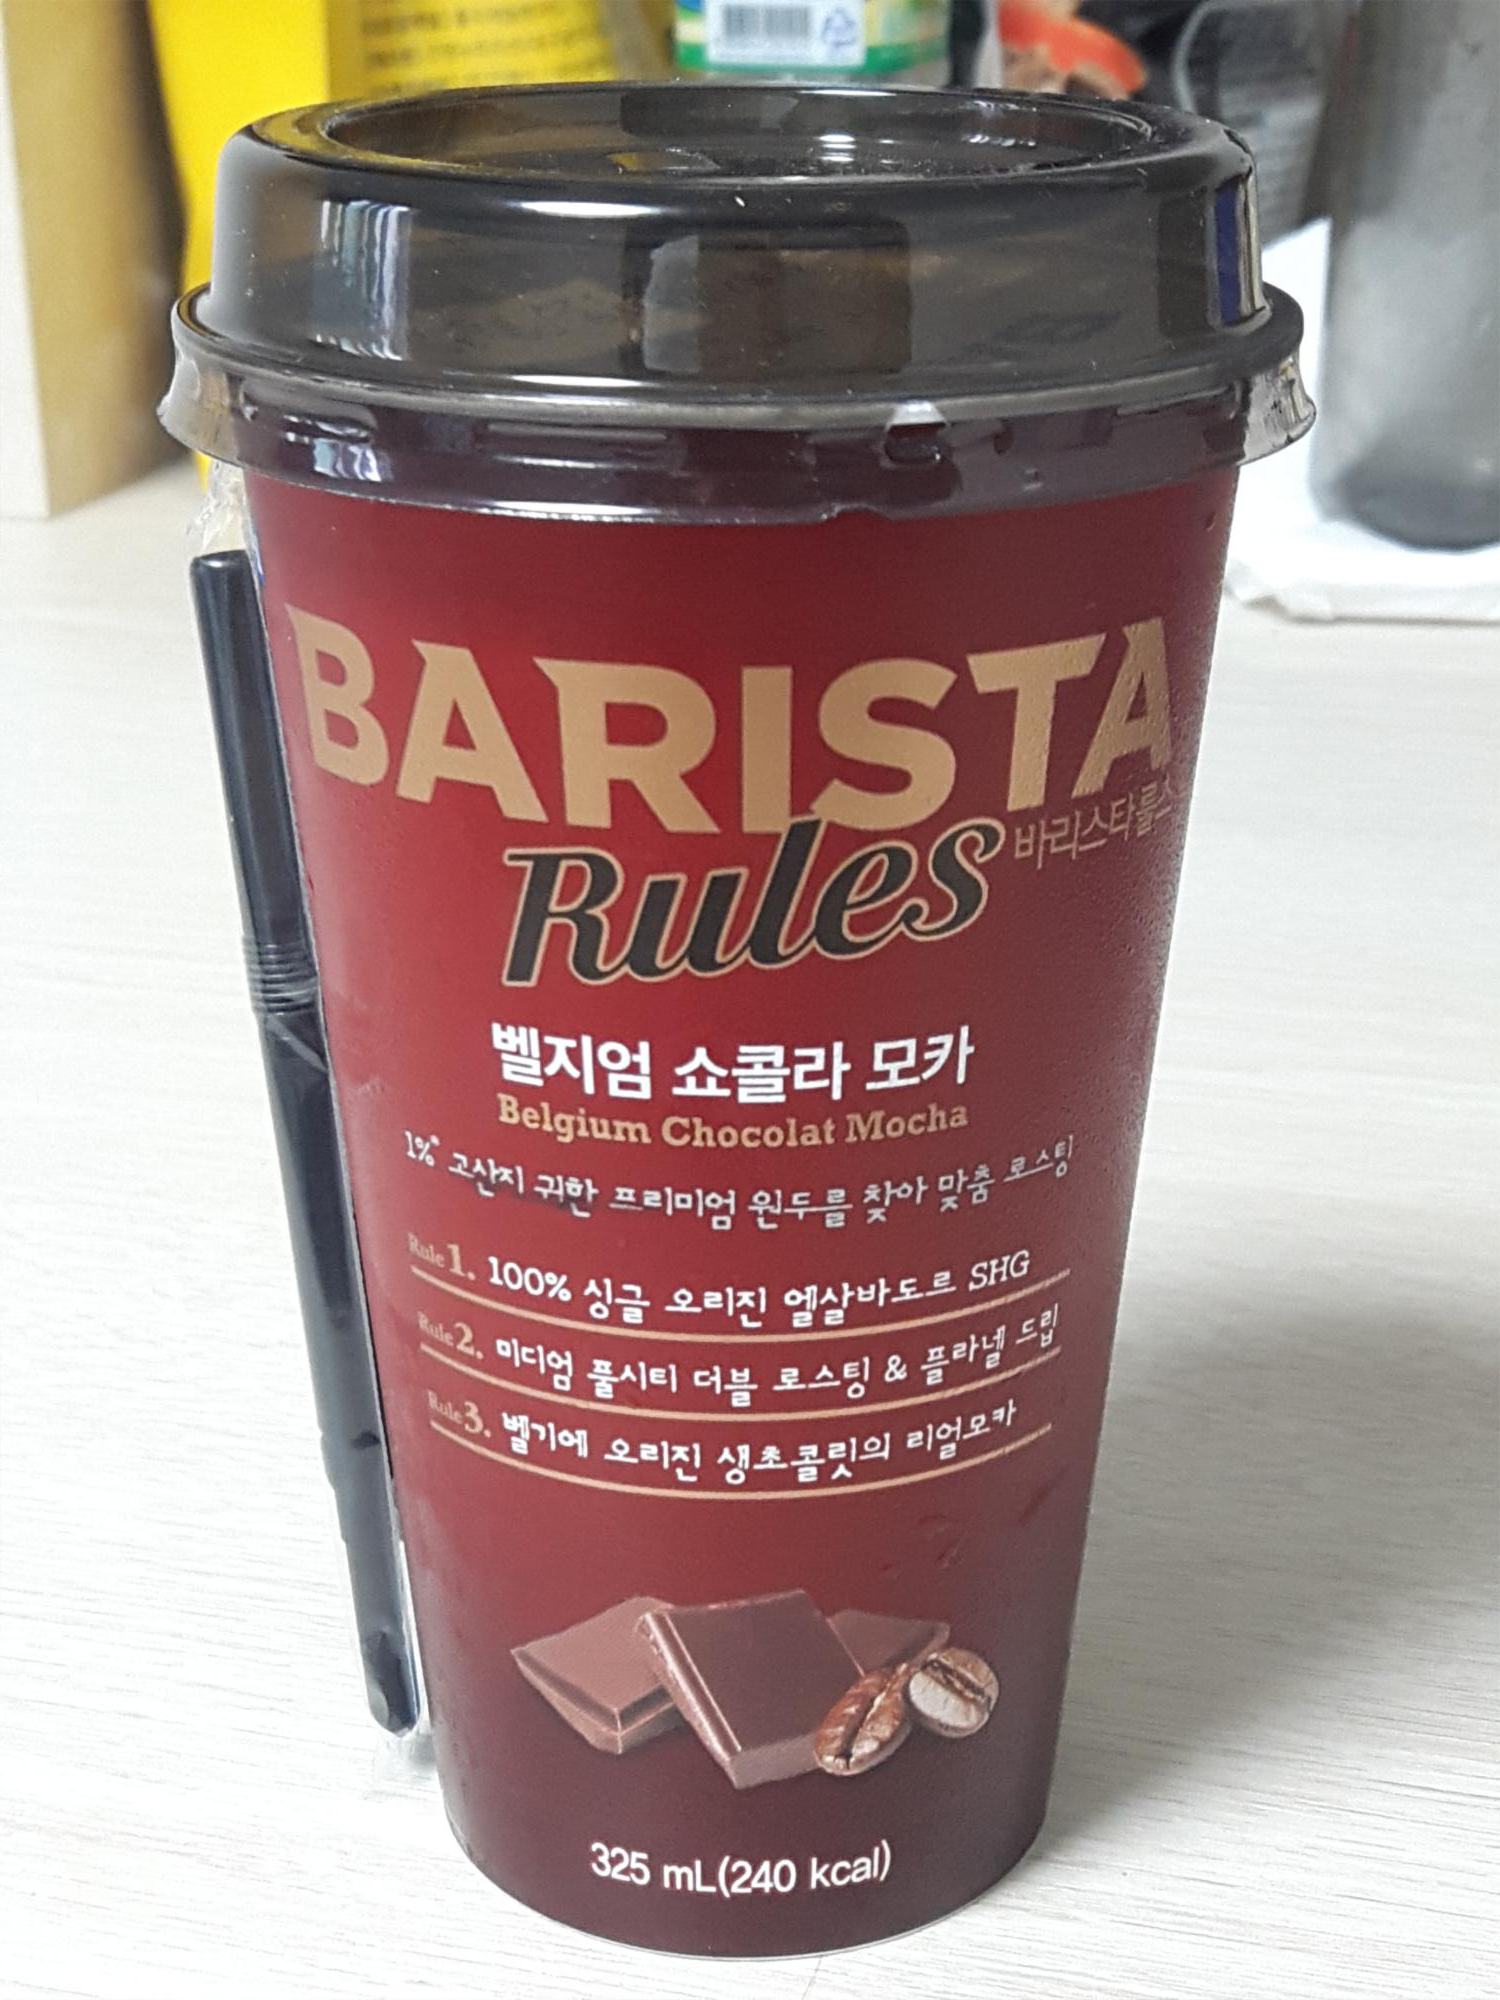 BARISTA
Rules 바리스타룰스
벨지엄 쇼콜라 모카
Belgium Chocolat Mocha
1%* 고산지 귀한 프리미엄 원두를 찾아 맞춤 로스팅
Rule 1. 100% 싱글 오리진 엘살바도르 SHG
Rule 2. 미디엄 풀시티 더블 로스팅 & 플라넬 드립
Rule 3. 벨기에 오리진 생초콜릿의 리얼모카
325 mL(240 kcal)